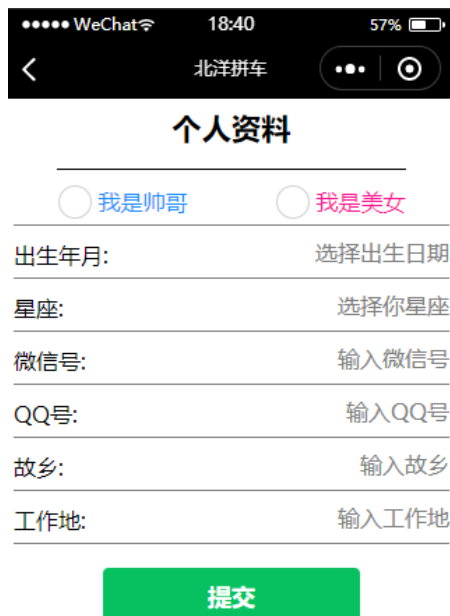 WeChat 18:40 57%
北洋拼车
个人资料
我是帅哥 我是美女
出生年月: 选择出生日期
星座: 选择你星座
微信号: 输入微信号
QQ号: 输入QQ号
故乡: 输入故乡
工作地: 输入工作地
提交